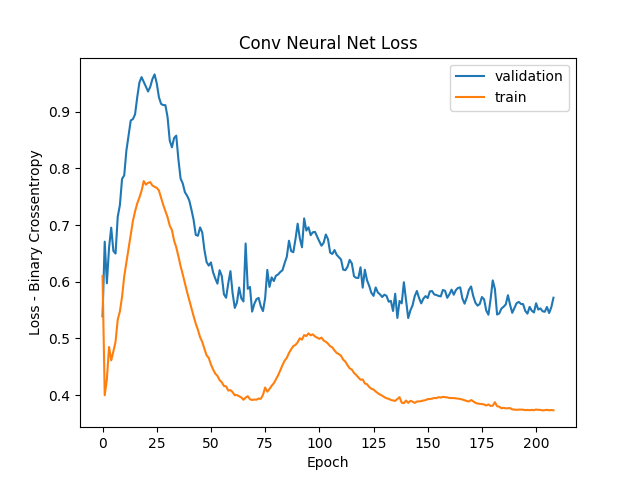 Conv Neural Net Loss
validation
train
Loss - Binary Crossentropy
0.9
0.8
0.7
0.6
0.5
0.4
0 25 50 75 100 125 150 175 200
Epoch